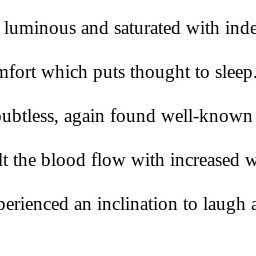 luminous and saturated with inde
mfort which puts thought to sleep.
ubtless, again found well-known
lt the blood flow with increased w
perienced an inclination to laugh a